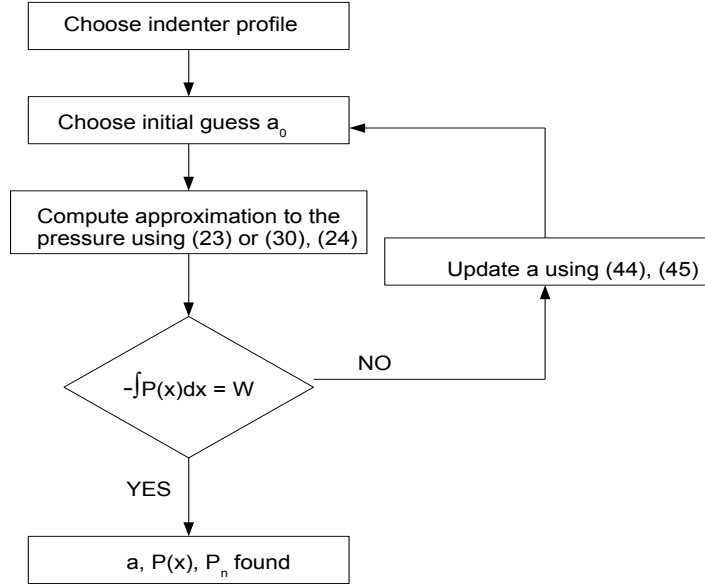 Choose indenter profile
Choose initial guess a₀
Compute approximation to the
pressure using (23) or (30), (24)
Update a using (44), (45)
-∫P(x)dx = W
NO
YES
a, P(x), Pₙ found